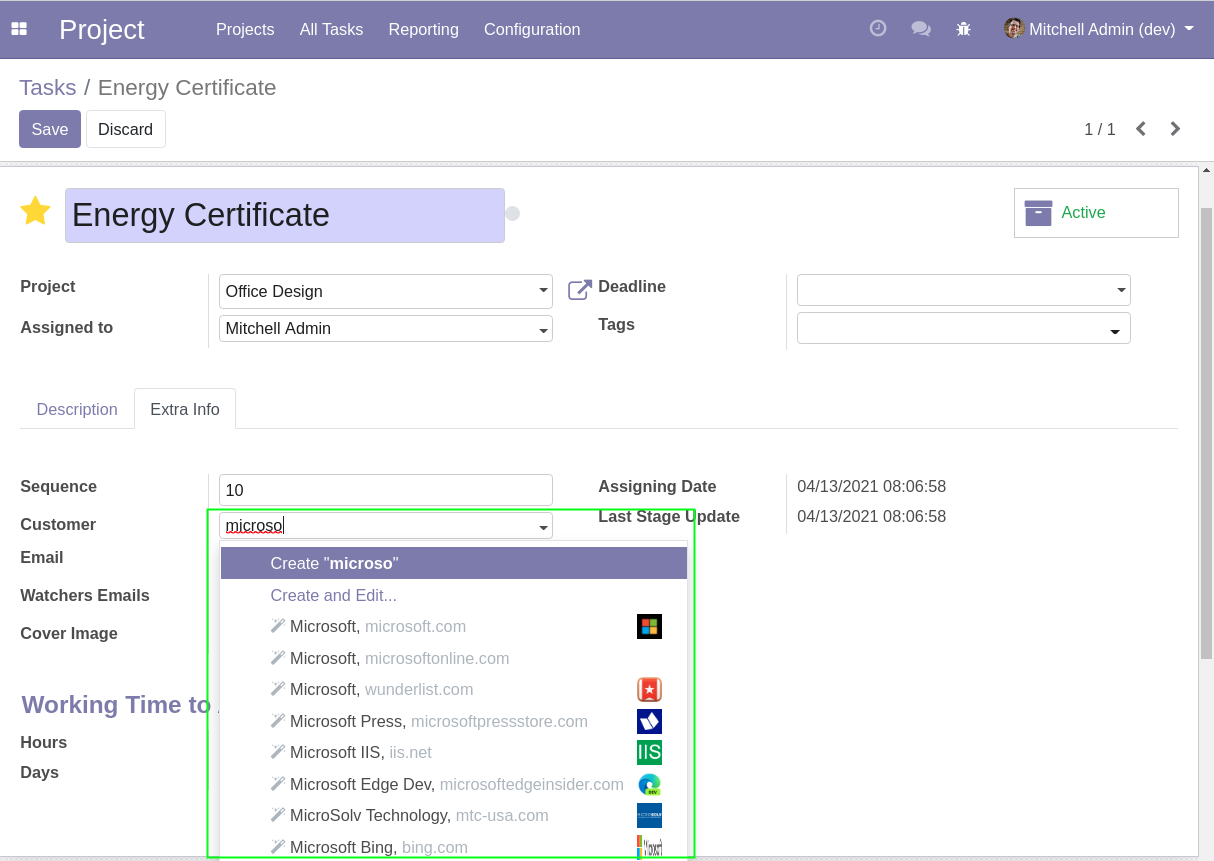 Project Projects All Tasks Reporting Configuration Mitchell Admin (dev)
Tasks / Energy Certificate
Save Discard 1 / 1
Energy Certificate Active
Project Office Design Deadline
Assigned to Mitchell Admin Tags
Description Extra Info
Sequence 10 Assigning Date 04/13/2021 08:06:58
Customer microso Last Stage Update 04/13/2021 08:06:58
Email
Watchers Emails
Cover Image
Create "microso"
Create and Edit...
Microsoft, microsoft.com
Microsoft, microsoftonline.com
Microsoft, wunderlist.com
Microsoft Press, microsoftpressstore.com
Microsoft IIS, iis.net IIS
Microsoft Edge Dev, microsoftedgeinsider.com DEV
MicroSolv Technology, mtc-usa.com
Microsoft Bing, bing.com Microsoft
Working Time to
Hours
Days